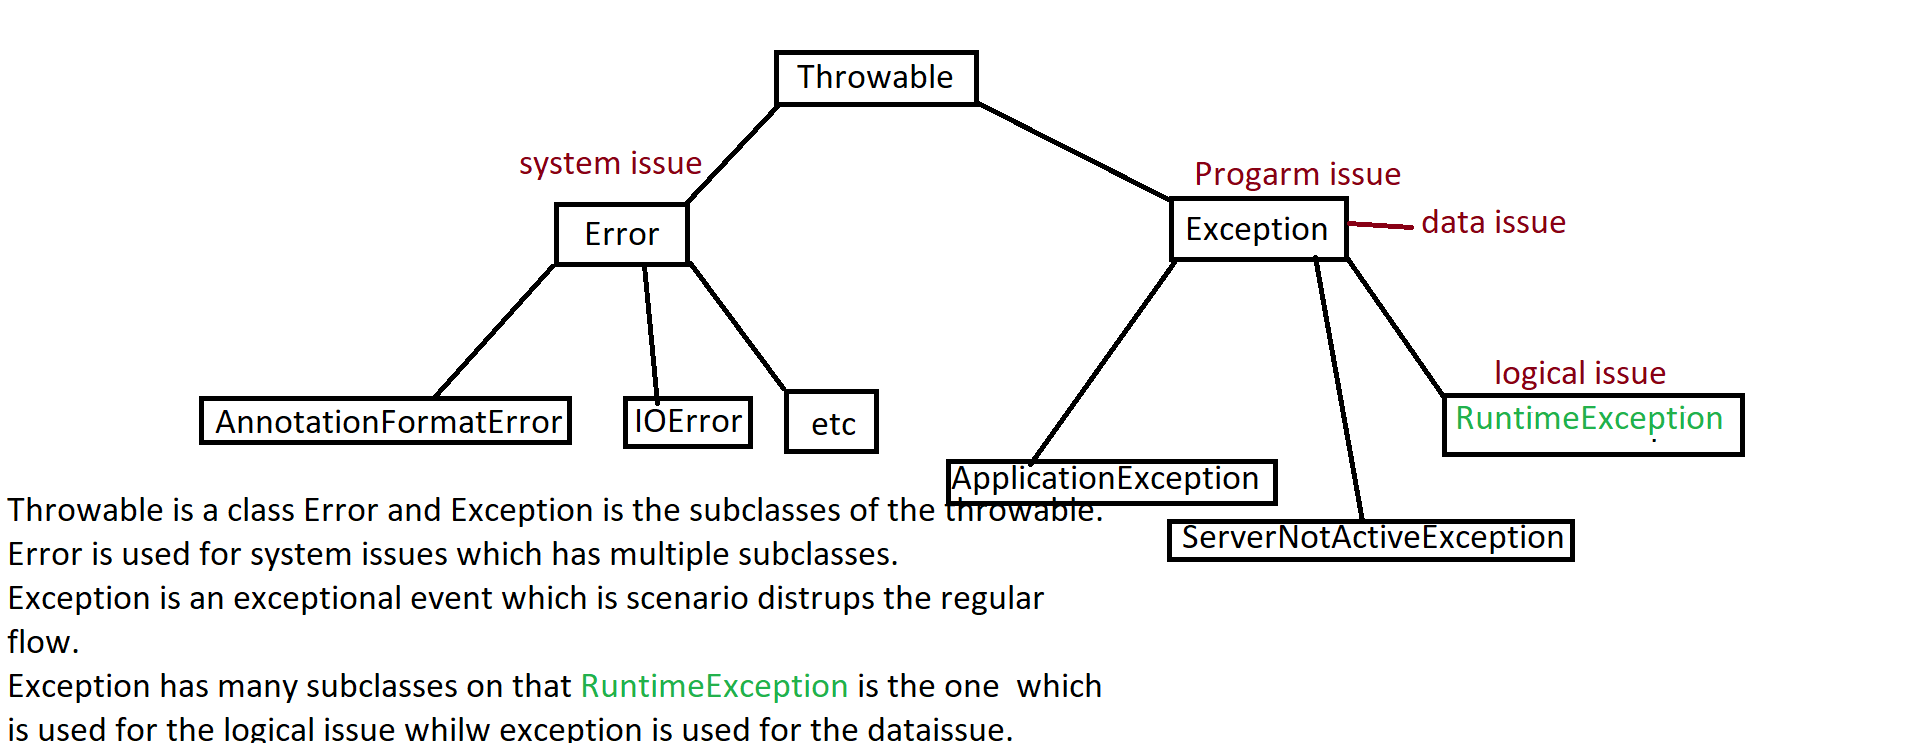 Throwable
system issue
Progarm issue
Error
Exception
data issue
logical issue
AnnotationFormatError
IOError
etc
RuntimeException
ApplicationException
ServerNotActiveException
Throwable is a class Error and Exception is the subclasses of the throwable.
Error is used for system issues which has multiple subclasses.
Exception is an exceptional event which is scenario distrups the regular
flow.
Exception has many subclasses on that RuntimeException is the one  which
is used for the logical issue whilw exception is used for the dataissue.